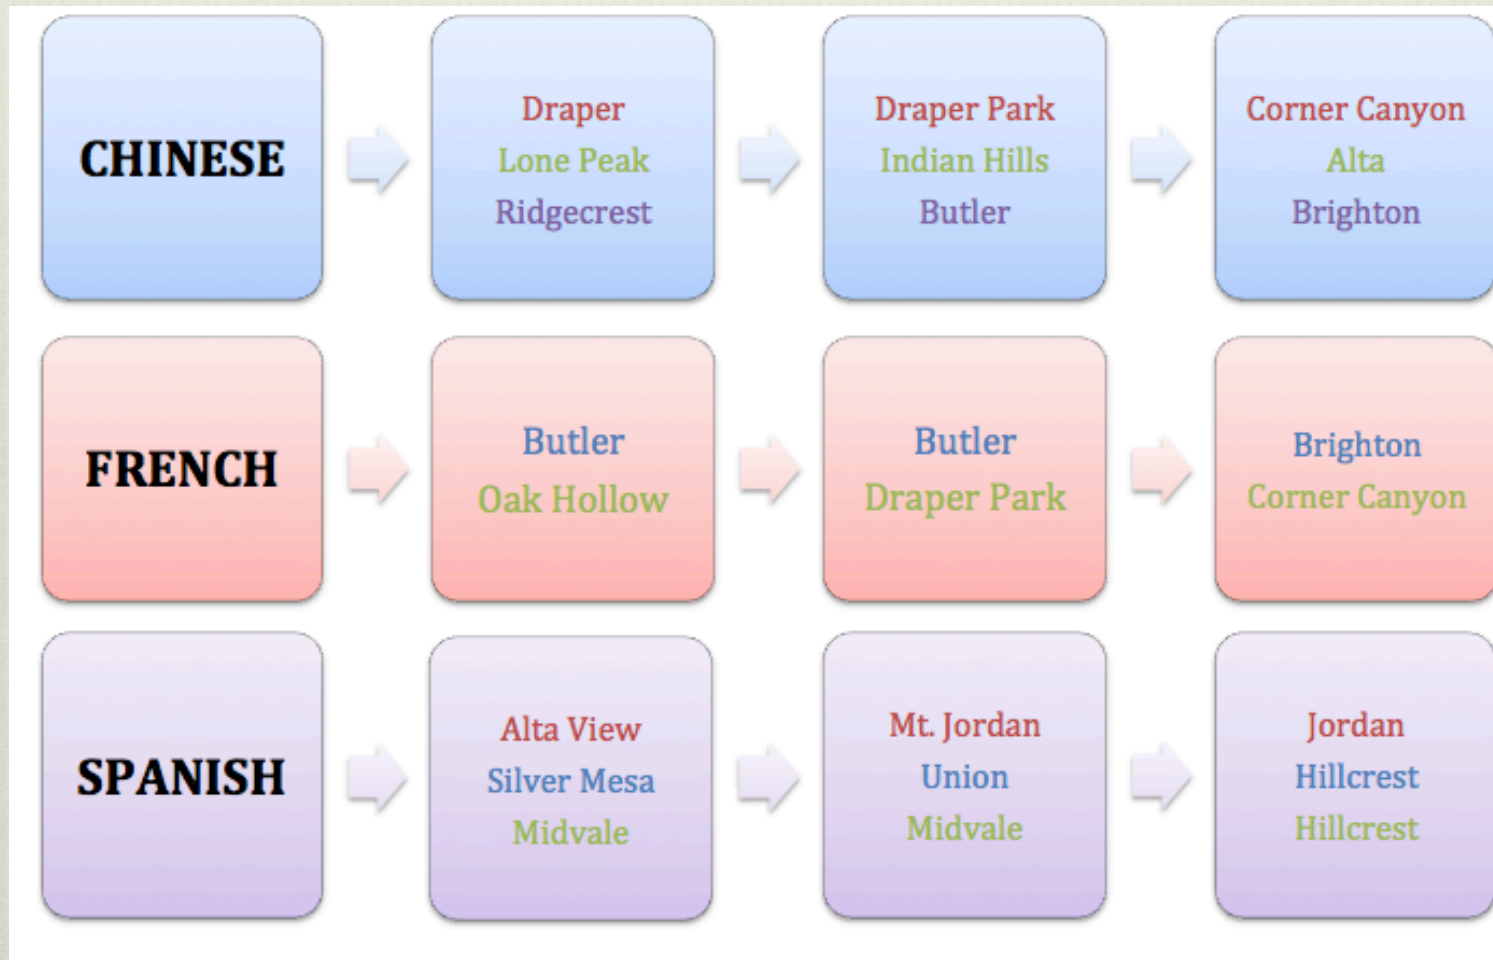 CHINESE
Draper
Lone Peak
Ridgecrest
Draper Park
Indian Hills
Butler
Corner Canyon
Alta
Brighton
FRENCH
Butler
Oak Hollow
Butler
Draper Park
Brighton
Corner Canyon
SPANISH
Alta View
Silver Mesa
Midvale
Mt. Jordan
Union
Midvale
Jordan
Hillcrest
Hillcrest